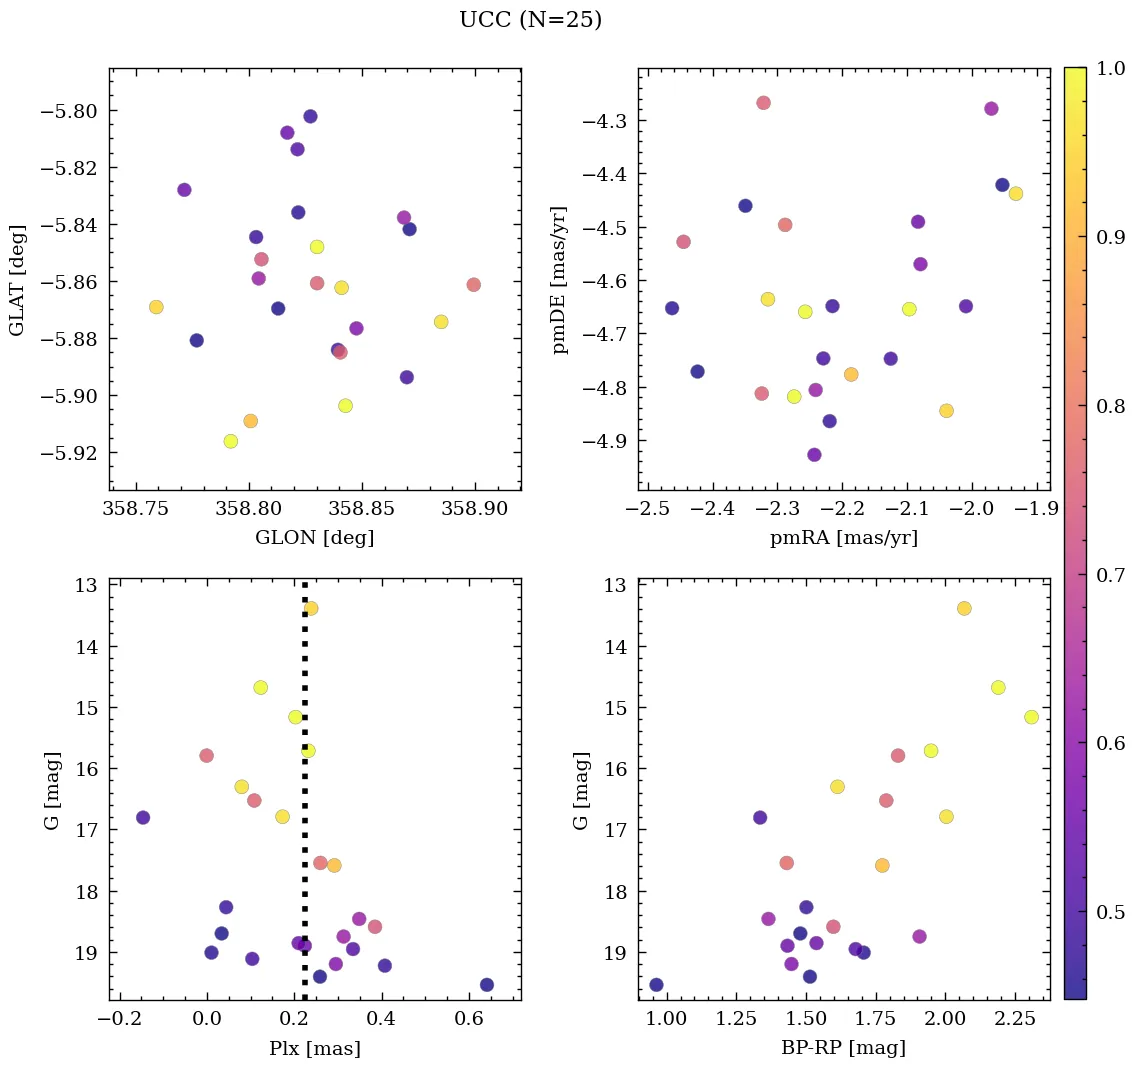 UCC (N=25)
−5.80
−5.82
−5.84
−5.86
−5.88
−5.90
−5.92
GLAT [deg]
358.75 358.80 358.85 358.90
GLON [deg]
−4.3
−4.4
−4.5
−4.6
−4.7
−4.8
−4.9
pmDE [mas/yr]
−2.5 −2.4 −2.3 −2.2 −2.1 −2.0 −1.9
pmRA [mas/yr]
1.0
0.9
0.8
0.7
0.6
0.5
13
14
15
16
17
18
19
G [mag]
−0.2 0.0 0.2 0.4 0.6
Plx [mas]
13
14
15
16
17
18
19
G [mag]
1.00 1.25 1.50 1.75 2.00 2.25
BP-RP [mag]